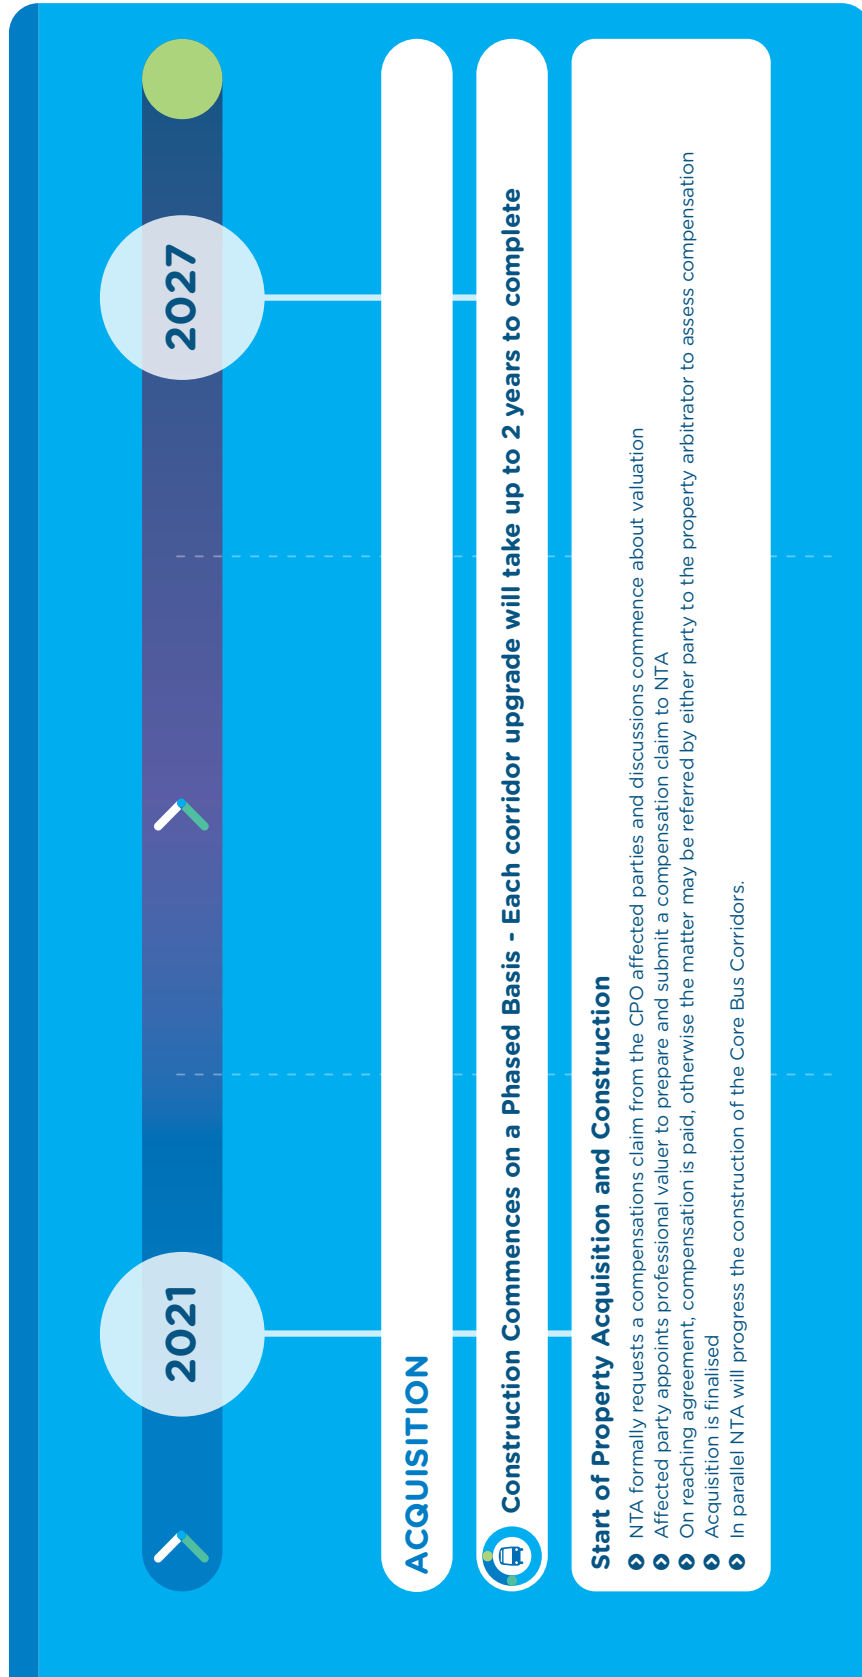 2021
2027
ACQUISITION
Construction Commences on a Phased Basis - Each corridor upgrade will take up to 2 years to complete
Start of Property Acquisition and Construction
NTA formally requests a compensations claim from the CPO affected parties and discussions commence about valuation
Affected party appoints professional valuer to prepare and submit a compensation claim to NTA
On reaching agreement, compensation is paid, otherwise the matter may be referred by either party to the property arbitrator to assess compensation
Acquisition is finalised
In parallel NTA will progress the construction of the Core Bus Corridors.